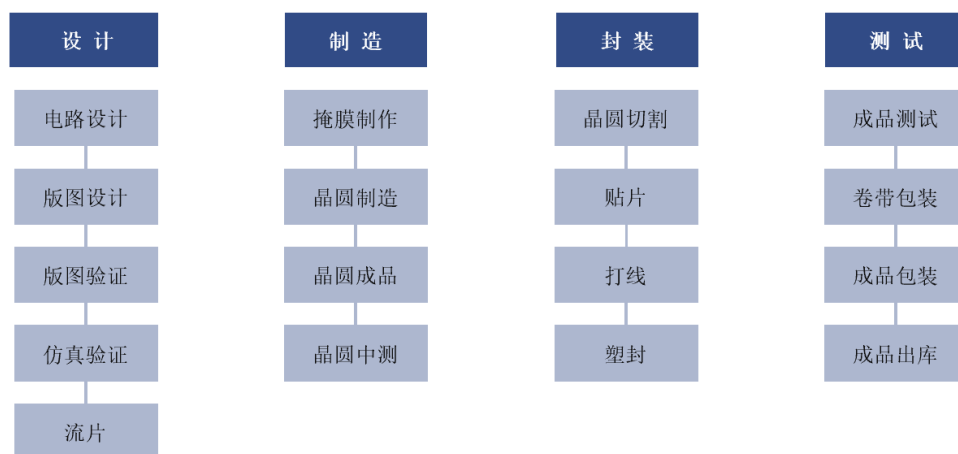 设 计
电路设计
版图设计
版图验证
仿真验证
流片
制 造
掩膜制作
晶圆制造
晶圆成品
晶圆中测
封 装
晶圆切割
贴片
打线
塑封
测 试
成品测试
卷带包装
成品包装
成品出库